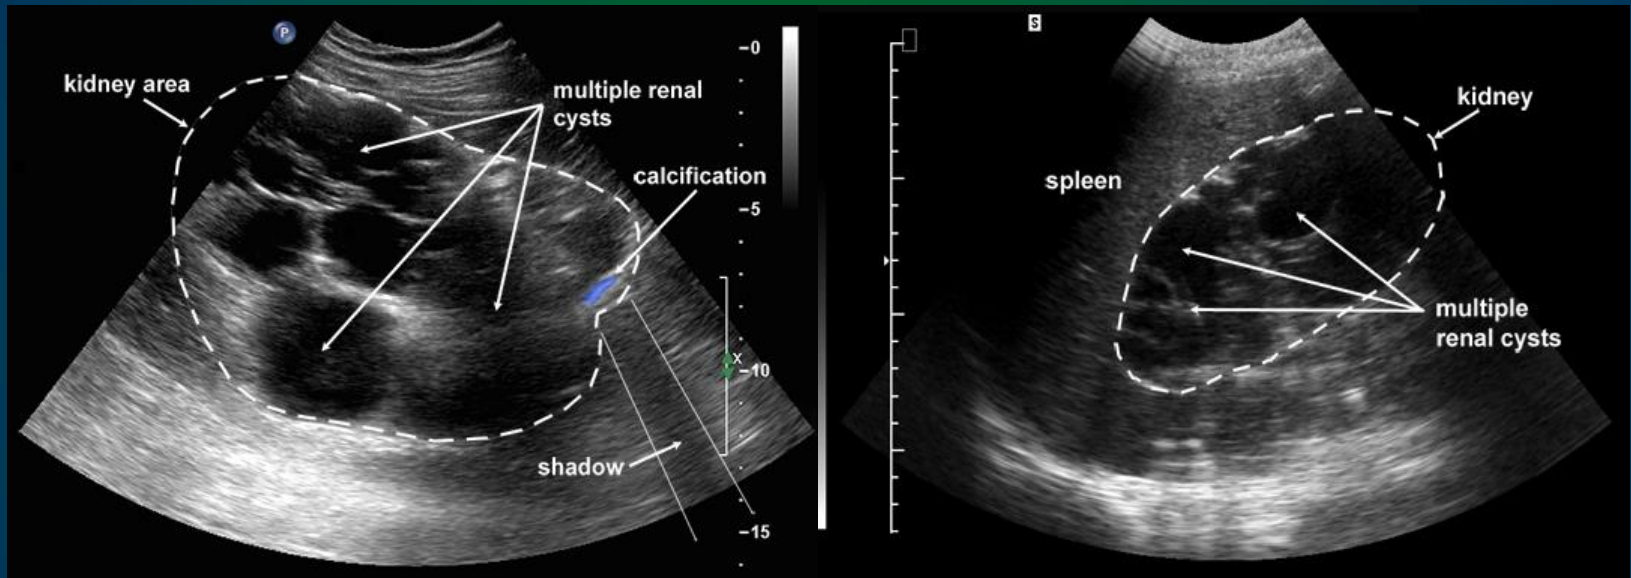 P
kidney area
multiple renal
cysts
calcification
shadow
-0
-5
X
-10
-15
S
spleen
kidney
multiple
renal cysts